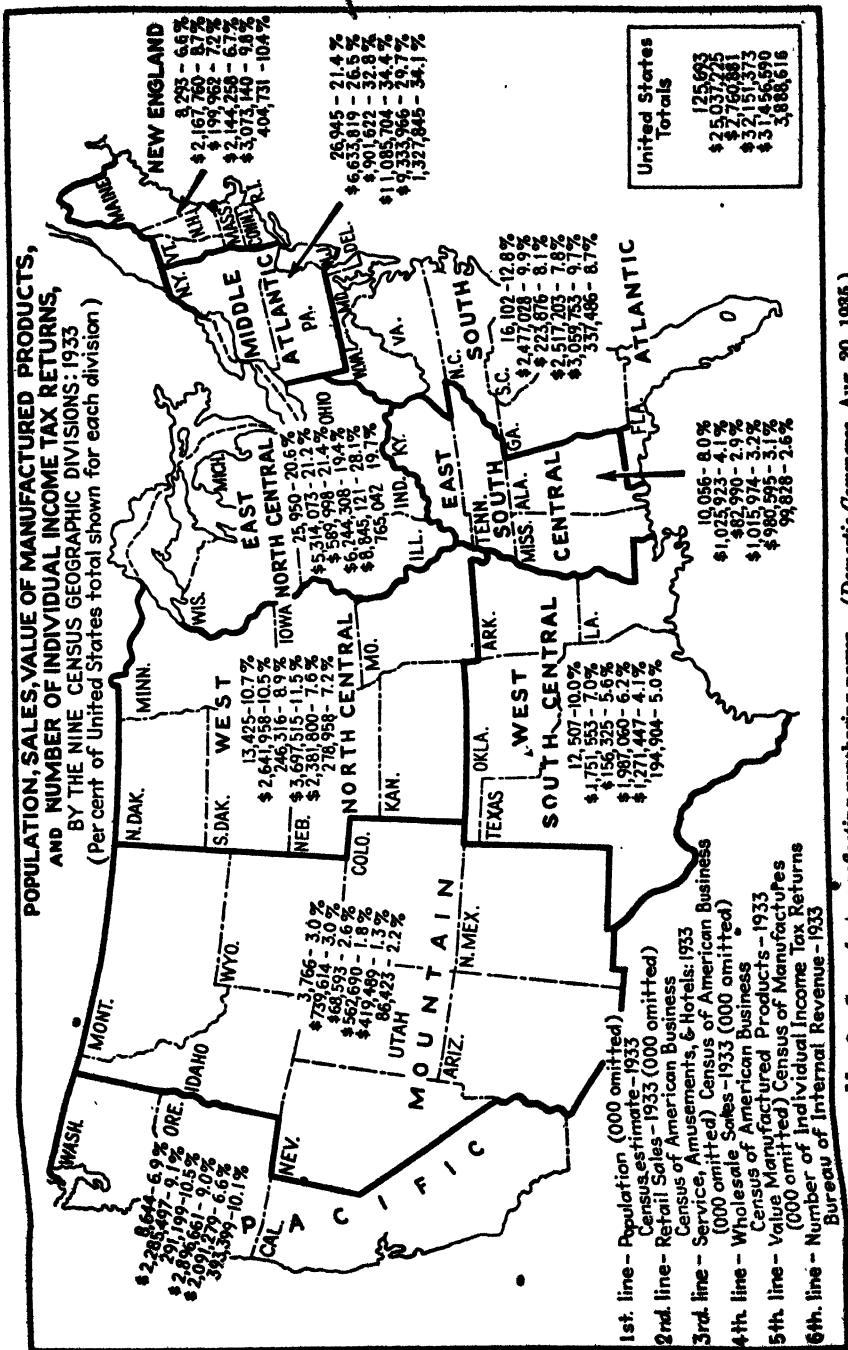 POPULATION, SALES, VALUE OF MANUFACTURED PRODUCTS,
AND NUMBER OF INDIVIDUAL INCOME TAX RETURNS,
BY THE NINE CENSUS GEOGRAPHIC DIVISIONS: 1933
(Per cent of United States total shown for each division)
WASH.
ORE.
8,644 - 6.9%
$2,285,497 - 9.1%
291,199 - 10.5%
$2,896,661 - 9.0%
$2,091,279 - 6.6%
393,399 - 10.1%
CAL.
PACIFIC
MONT.
IDAHO
WYO.
NEV.
3,766 - 3.0%
$739,614 - 3.0%
$68,593 - 2.6%
$562,690 - 1.8%
$419,489 - 1.3%
86,423 - 2.2%
UTAH
COLO.
MOUNTAIN
ARIZ.
N.MEX.
N.DAK.
MINN.
S.DAK.
WEST
13,425 - 10.7%
$2,641,958 - 10.5%
246,316 - 8.9%
$3,697,515 - 11.5%
$2,381,800 - 7.6%
278,958 - 7.2%
NEB.
IOWA
NORTH CENTRAL
KAN.
MO.
TEXAS
OKLA.
ARK.
WEST
SOUTH CENTRAL
LA.
12,507 - 10.0%
$1,751,553 - 7.0%
$156,325 - 5.6%
$1,987,060 - 6.2%
$1,271,447 - 4.1%
194,904 - 5.0%
WIS.
MICH.
EAST
NORTH CENTRAL
25,950 - 20.6%
$5,314,073 - 21.2%
$589,998 - 21.4%
$6,244,308 - 19.4%
$8,845,121 - 28.1%
765,042 19.7%
ILL.
IND.
OHIO
KY.
EAST
TENN.
SOUTH
MISS.
ALA.
CENTRAL
10,056 - 8.0%
$1,025,923 - 4.1%
$82,990 - 2.9%
$1,015,974 - 3.2%
$980,595 - 3.1%
99,828 - 2.6%
W.VA.
MD.
DEL.
VA.
N.C.
SOUTH
S.C.
GA.
16,102 - 12.8%
$2,477,028 - 9.9%
$223,876 - 8.1%
$2,517,203 - 7.8%
$3,059,753 - 9.7%
337,486 - 8.7%
FLA.
ATLANTIC
N.Y.
MIDDLE
ATLANTIC
PA.
N.J.
26,945 - 21.4%
$6,633,819 - 26.5%
$901,622 - 32.8%
$11,085,704 - 34.4%
$9,333,966 - 29.7%
1,327,845 - 34.1%
MAINE
VT.
N.H.
MASS.
CONN.
R.I.
NEW ENGLAND
8,293 - 6.6%
$2,167,760 - 8.7%
$199,962 - 7.2%
$2,144,258 - 6.7%
$3,073,140 - 9.8%
404,731 - 10.4%
United States
Totals
125,693
$25,037,225
$2,760,881
$32,151,373
$31,456,590
3,888,616
1st. line - Population (000 omitted)
Census estimate - 1933
2nd. line - Retail Sales - 1933 (000 omitted)
Census of American Business
3rd. line - Service, Amusements, & Hotels: 1933
(000 omitted) Census of American Business
4th. line - Wholesale Sales - 1933 (000 omitted)
Census of American Business
5th. line - Value Manufactured Products - 1933
(000 omitted) Census of Manufactures
6th. line - Number of Individual Income Tax Returns
Bureau of Internal Revenue - 1933
(Domestic Commerce, Aug. 20, 1935.)